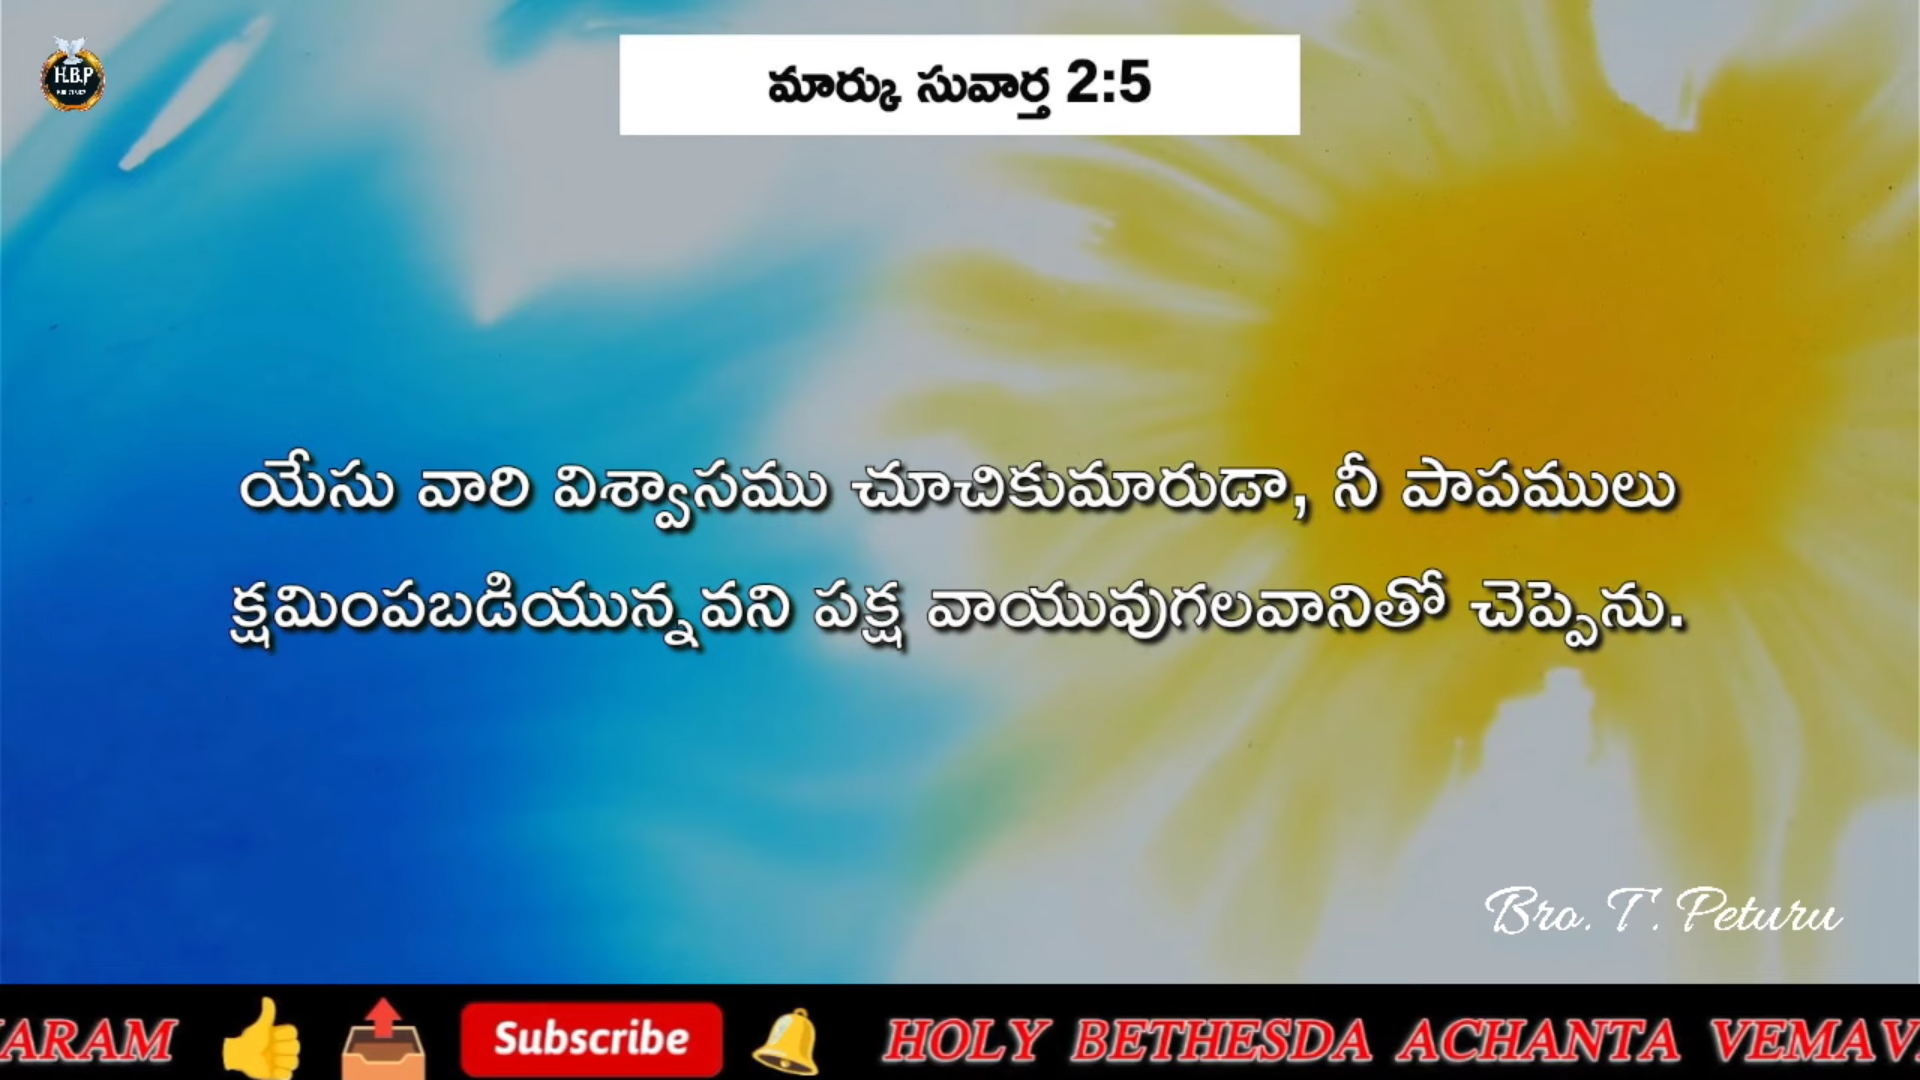 H.B.P
మార్కు సువార్త 2:5
యేసు వారి విశ్వాసము చూచికుమారుడా, నీ పాపములు
క్షమింపబడియున్నవని పక్ష వాయువుగలవానితో చెప్పెను.
Bro. T. Peturu
ARAM Subscribe HOLY BETHESDA ACHANTA VEMAV